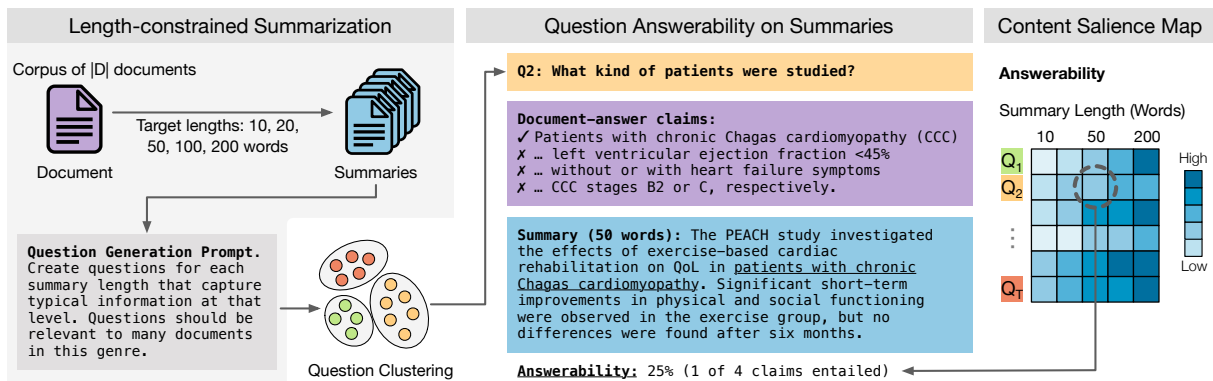 Length-constrained Summarization
Corpus of |D| documents
Target lengths: 10, 20,
50, 100, 200 words
Document
Summaries
Question Generation Prompt.
Create questions for each
summary length that capture
typical information at that
level. Questions should be
relevant to many documents
in this genre.
Question Clustering
Question Answerability on Summaries
Q2: What kind of patients were studied?
Document-answer claims:
✓ Patients with chronic Chagas cardiomyopathy (CCC)
✗ … left ventricular ejection fraction <45%
✗ … without or with heart failure symptoms
✗ … CCC stages B2 or C, respectively.
Summary (50 words): The PEACH study investigated
the effects of exercise-based cardiac
rehabilitation on QoL in patients with chronic
Chagas cardiomyopathy. Significant short-term
improvements in physical and social functioning
were observed in the exercise group, but no
differences were found after six months.
Answerability: 25% (1 of 4 claims entailed)
Content Salience Map
Answerability
Summary Length (Words)
10 50 200
Q1
Q2
⋮
QT
High
Low